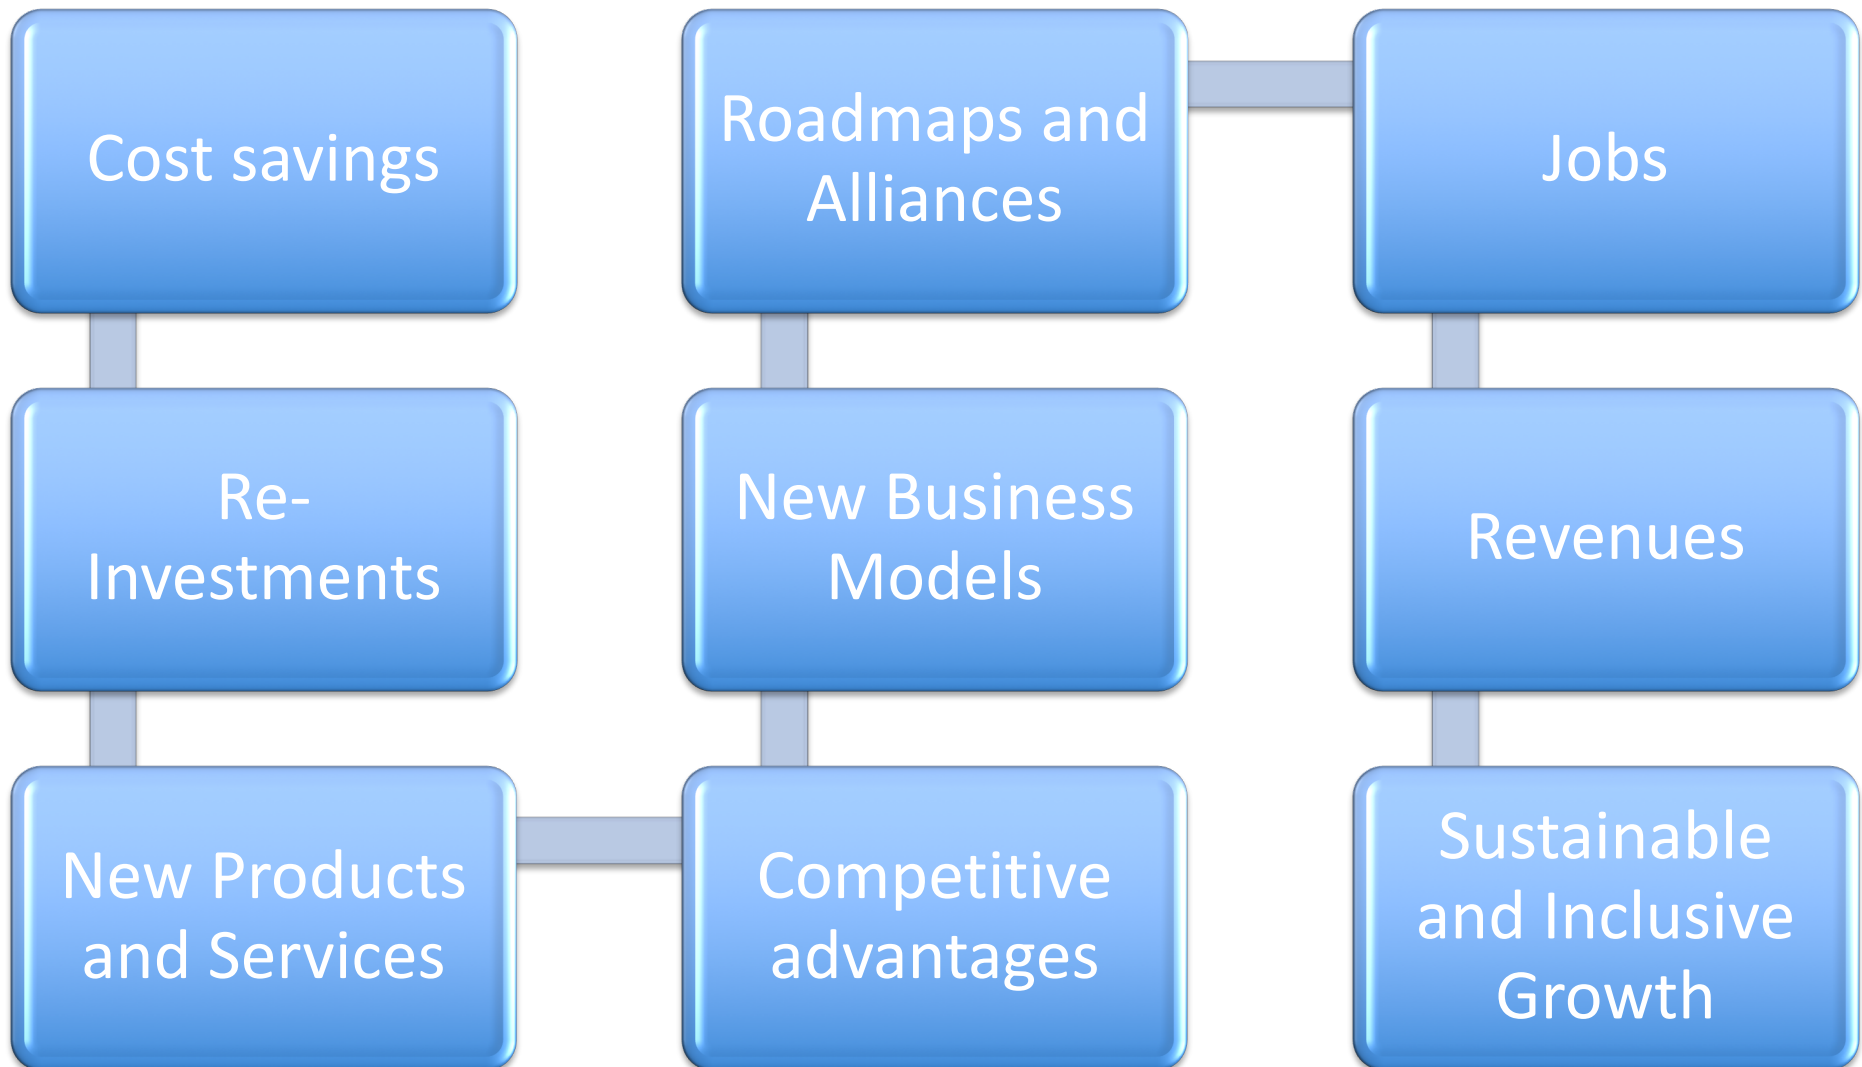 Cost savings
Re-
Investments
New Products
and Services
Competitive
advantages
New Business
Models
Roadmaps and
Alliances
Jobs
Revenues
Sustainable
and Inclusive
Growth